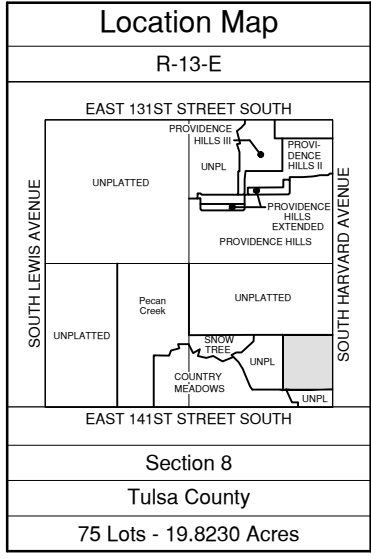 Location Map
R-13-E
EAST 131ST STREET SOUTH
SOUTH LEWIS AVENUE
UNPLATTED
PROVIDENCE
HILLS III
UNPL
PROVI-
DENCE
HILLS II
PROVIDENCE
HILLS
EXTENDED
PROVIDENCE HILLS
SOUTH HARVARD AVENUE
UNPLATTED
Pecan
Creek
UNPLATTED
SNOW
TREE
UNPL
COUNTRY
MEADOWS
UNPL
EAST 141ST STREET SOUTH
Section 8
Tulsa County
75 Lots - 19.8230 Acres